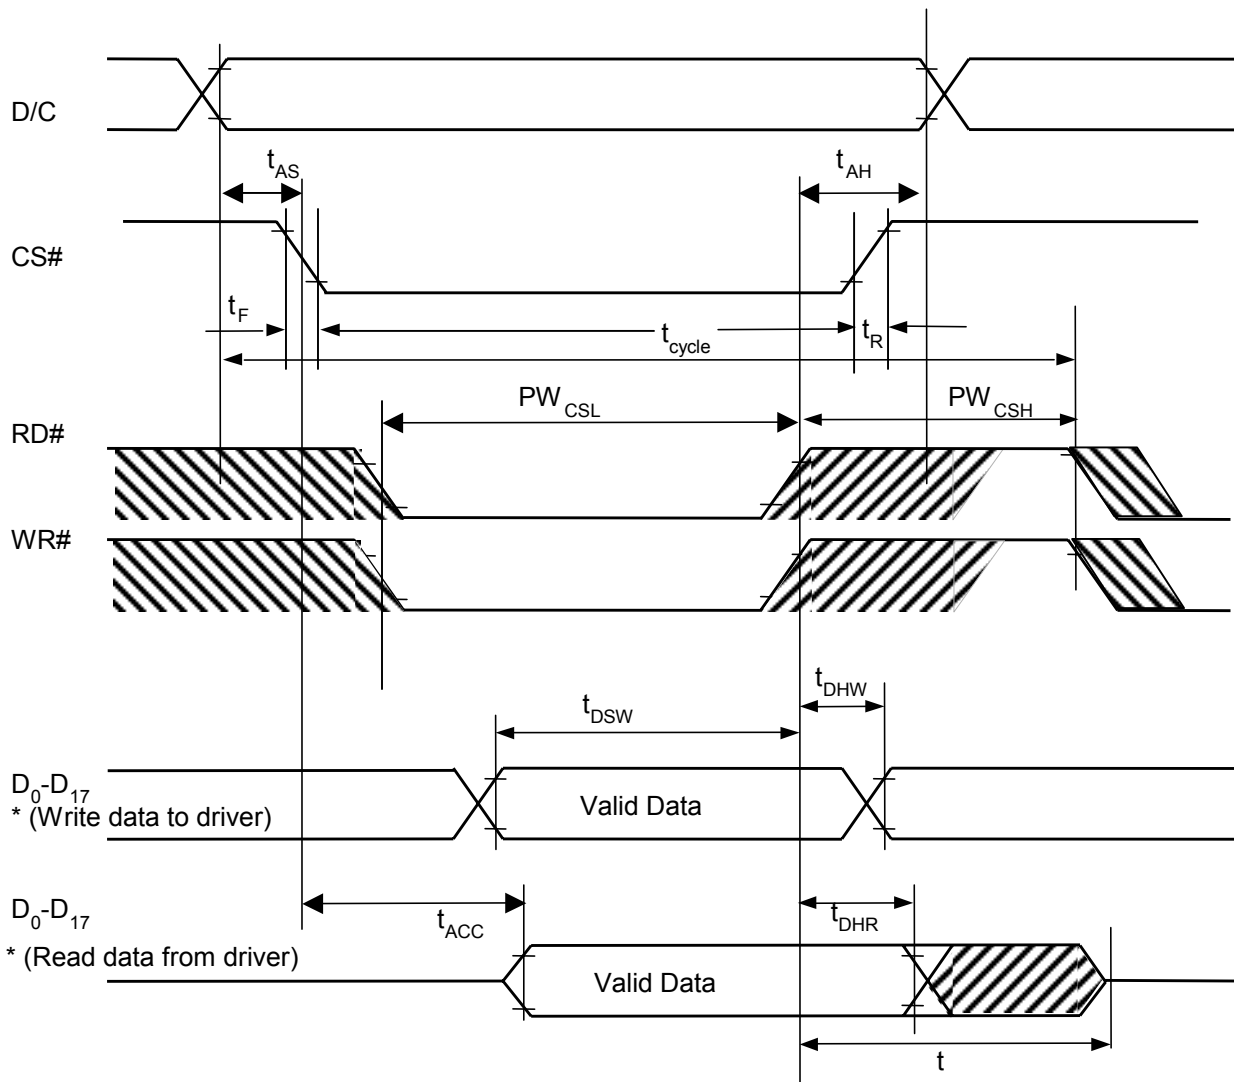 D/C
tAS
tAH
CS#
tF
tcycle
tR
PWCSL
PWCSH
RD#
WR#
tDHW
tDSW
D0-D17
* (Write data to driver)
Valid Data
D0-D17
* (Read data from driver)
tACC
tDHR
Valid Data
t